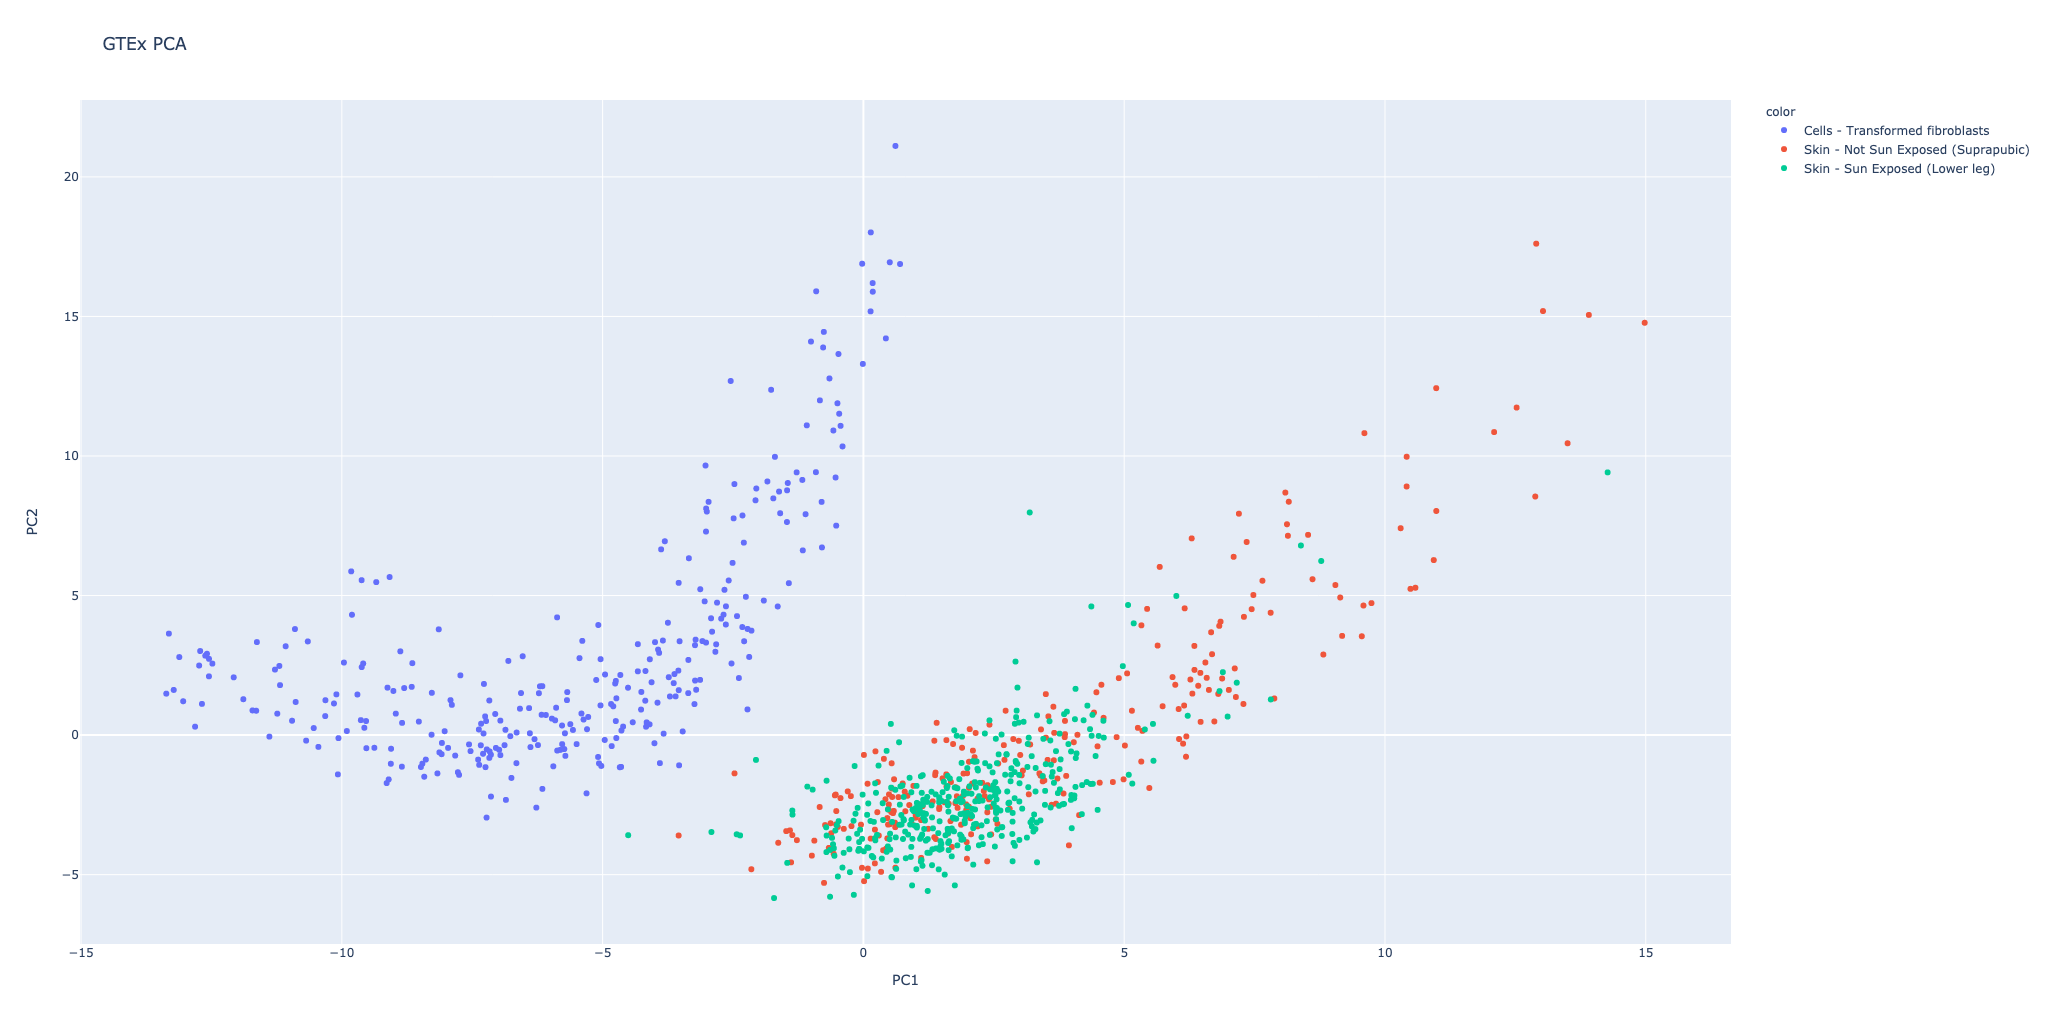 GTEx PCA
color
Cells - Transformed fibroblasts
Skin - Not Sun Exposed (Suprapubic)
Skin - Sun Exposed (Lower leg)
20
15
10
5
0
−5
PC2
−15 −10 −5 0 5 10 15
PC1